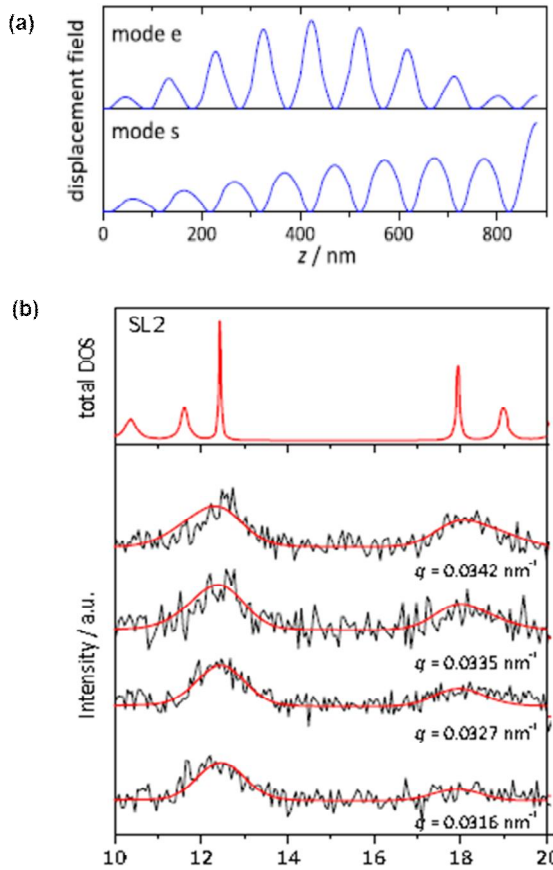 (a)
mode e
mode s
displacement field
0 200 400 600 800
z / nm
(b)
SL2
total DOS
q = 0.0342 nm⁻¹
q = 0.0335 nm⁻¹
q = 0.0327 nm⁻¹
q = 0.0316 nm⁻¹
Intensity / a.u.
10 12 14 16 18 20